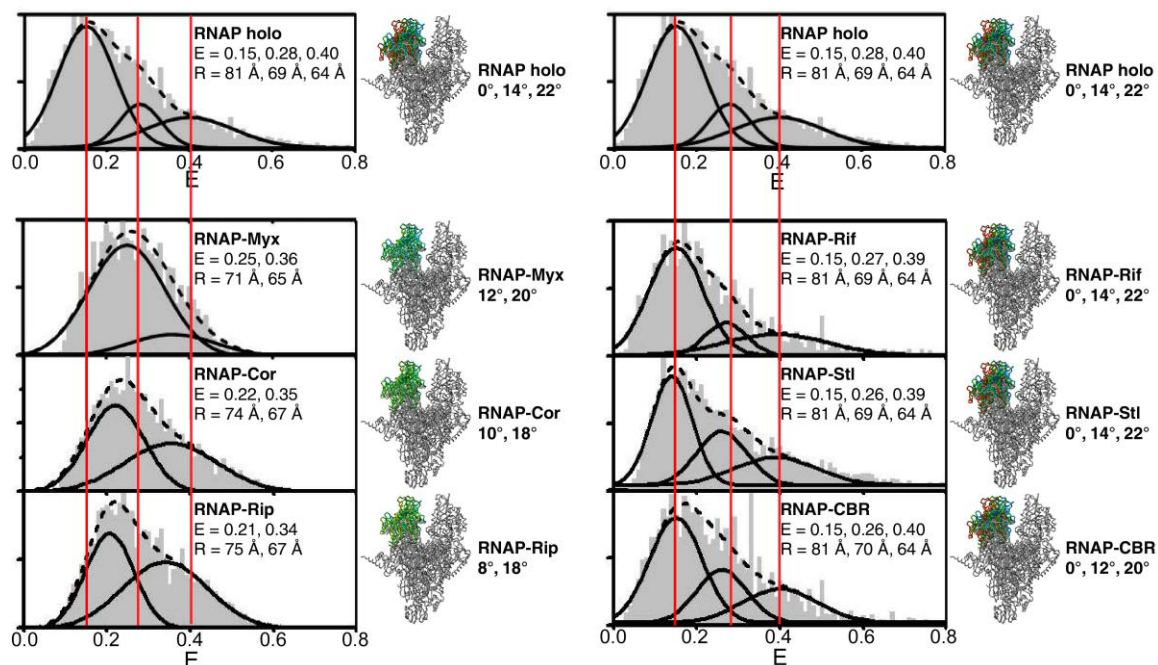 RNAP holo
E = 0.15, 0.28, 0.40
R = 81 Å, 69 Å, 64 Å
RNAP holo
0°, 14°, 22°
0.0 0.2 0.4 0.6 0.8
E
RNAP-Myx
E = 0.25, 0.36
R = 71 Å, 65 Å
RNAP-Myx
12°, 20°
RNAP-Cor
E = 0.22, 0.35
R = 74 Å, 67 Å
RNAP-Cor
10°, 18°
RNAP-Rip
E = 0.21, 0.34
R = 75 Å, 67 Å
RNAP-Rip
8°, 18°
0.0 0.2 0.4 0.6 0.8
E
RNAP holo
E = 0.15, 0.28, 0.40
R = 81 Å, 69 Å, 64 Å
RNAP holo
0°, 14°, 22°
0.0 0.2 0.4 0.6 0.8
E
RNAP-Rif
E = 0.15, 0.27, 0.39
R = 81 Å, 69 Å, 64 Å
RNAP-Rif
0°, 14°, 22°
RNAP-Stl
E = 0.15, 0.26, 0.39
R = 81 Å, 69 Å, 64 Å
RNAP-Stl
0°, 14°, 22°
RNAP-CBR
E = 0.15, 0.26, 0.40
R = 81 Å, 70 Å, 64 Å
RNAP-CBR
0°, 12°, 20°
0.0 0.2 0.4 0.6 0.8
E